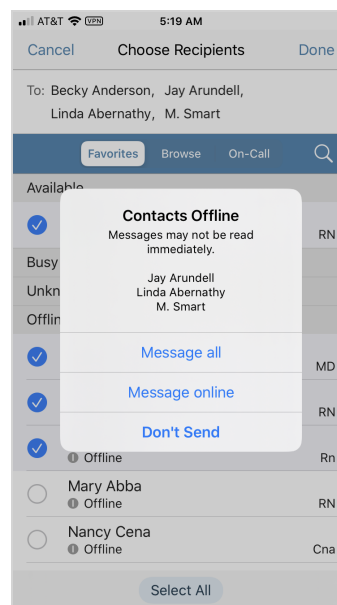 AT&T VPN 5:19 AM
Cancel Choose Recipients Done
To: Becky Anderson, Jay Arundell,
Linda Abernathy, M. Smart
Favorites Browse On-Call
Available
RN
Busy
Unkn
Offlin
Contacts Offline
Messages may not be read
immediately.
Jay Arundell
Linda Abernathy
M. Smart
Message all
Message online
Don't Send
MD
RN
Offline Rn
Mary Abba
Offline RN
Nancy Cena
Offline Cna
Select All